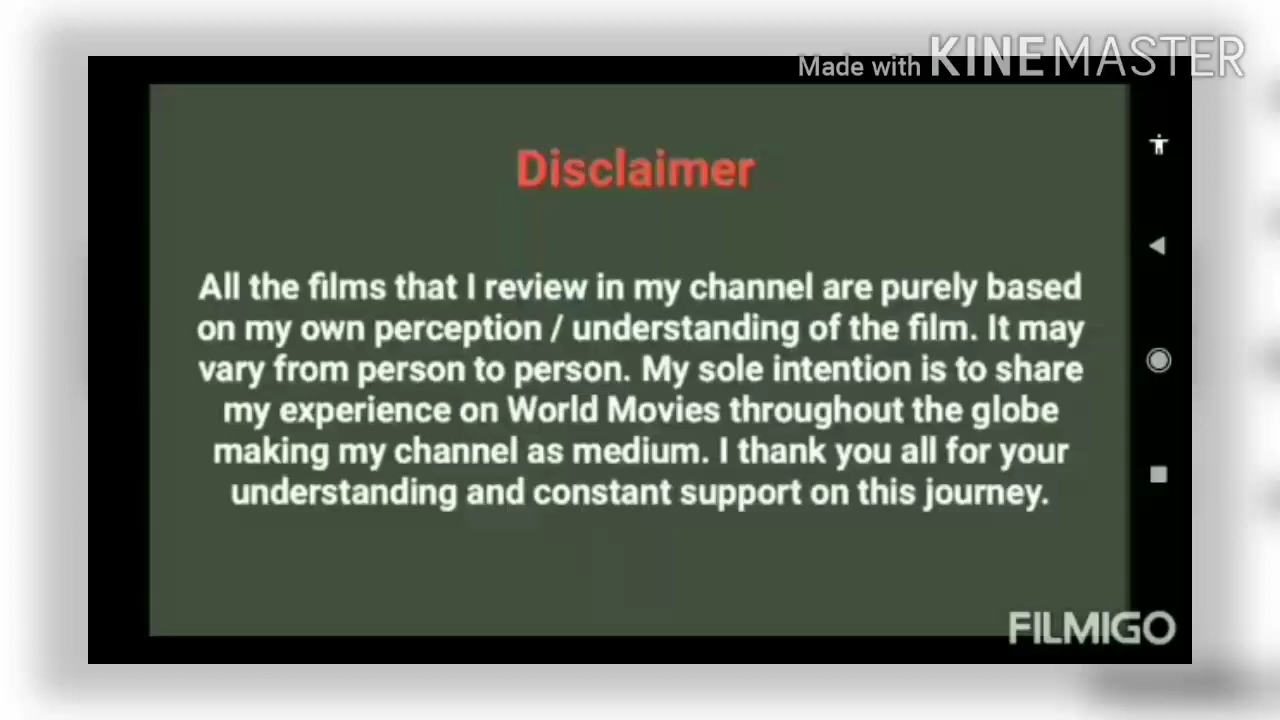 Made with KINEMASTER
Disclaimer
All the films that I review in my channel are purely based
on my own perception / understanding of the film. It may
vary from person to person. My sole intention is to share
my experience on World Movies throughout the globe
making my channel as medium. I thank you all for your
understanding and constant support on this journey.
FILMIGO